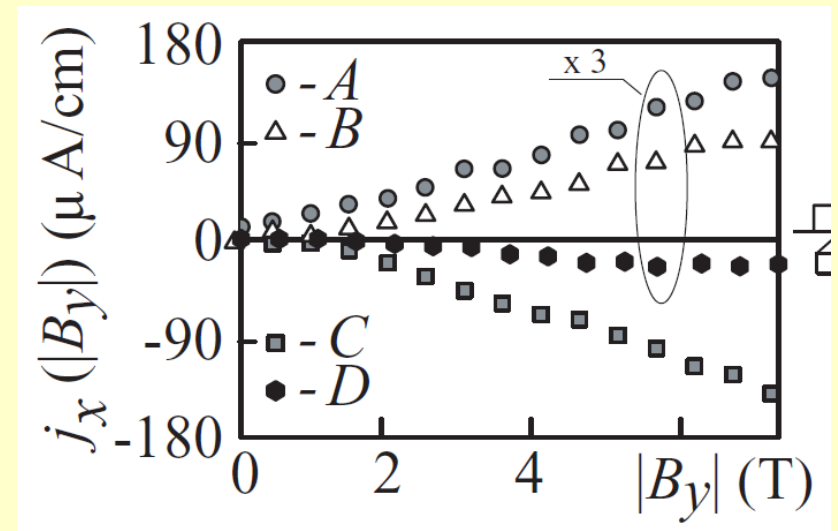 180
90
0
-90
-180
j_x (|B_y|) (μ A/cm)
- A
- B
x 3
- C
- D
0
2
4
|B_y| (T)